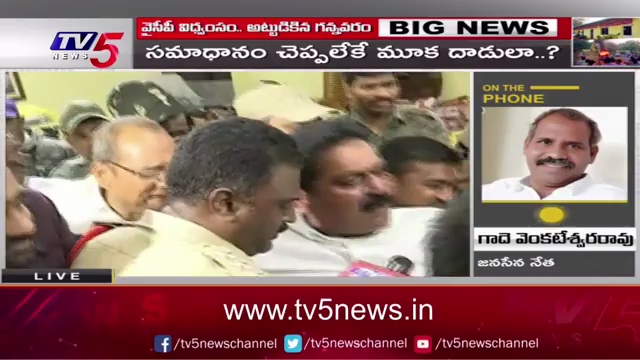 TV5
NEWS
వైసీపీ విధ్వంసం.. అట్టుడికిన గన్నవరం
BIG NEWS
సమాధానం చెప్పలేకే మూక దాడులా..?
ON THE
PHONE
గాదె వెంకటేశ్వరరావు
జనసేన నేత
LIVE
www.tv5news.in
/tv5newschannel
/tv5newschannel
/tv5newschannel